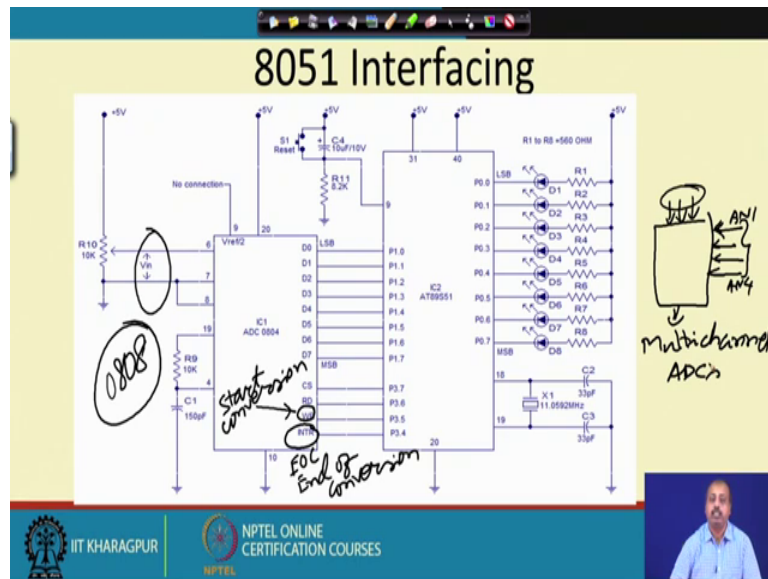 8051 Interfacing
+5V
+5V
+5V
+5V
+5V
S1
Reset
C4
10uF/10V
R11
8.2K
31
40
R1 to R8 =560 OHM
No connection
9
20
Vref2
R10
10K
Vin
6
7
8
19
R9
10K
4
C1
150pF
10
IC1
ADC 0804
D0
LSB
D1
D2
D3
D4
D5
D6
D7
MSB
CS
RD
WR
INTR
9
P1.0
P1.1
P1.2
P1.3
P1.4
P1.5
P1.6
P1.7
P3.7
P3.6
P3.5
P3.4
IC2
AT89S51
20
LSB
P0.0
P0.1
P0.2
P0.3
P0.4
P0.5
P0.6
P0.7
MSB
D1
D2
D3
D4
D5
D6
D7
D8
R1
R2
R3
R4
R5
R6
R7
R8
18
19
X1
11.0592MHz
C2
33pF
C3
33pF
0808
Start
conversion
EOC
End of
conversion
AN1
AN4
Multichannel
ADCs
IIT KHARAGPUR
NPTEL
NPTEL ONLINE
CERTIFICATION COURSES